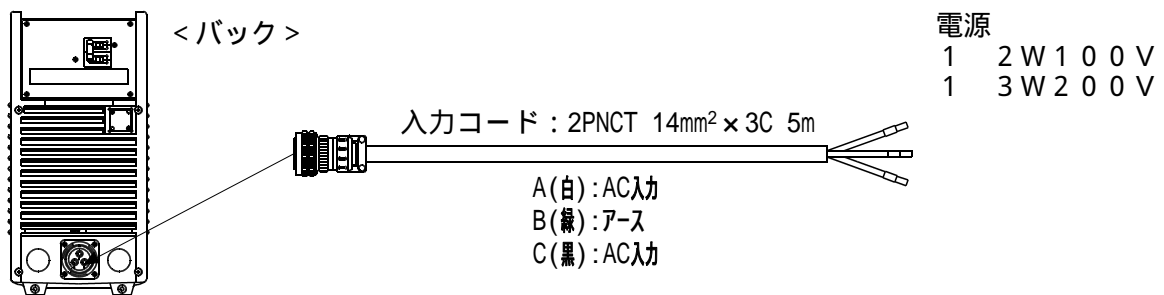 <バック>
電源
1 2W100V
1 3W200V
入力コード:2PNCT 14mm²×3C 5m
A(白):AC入力
B(緑):アース
C(黒):AC入力